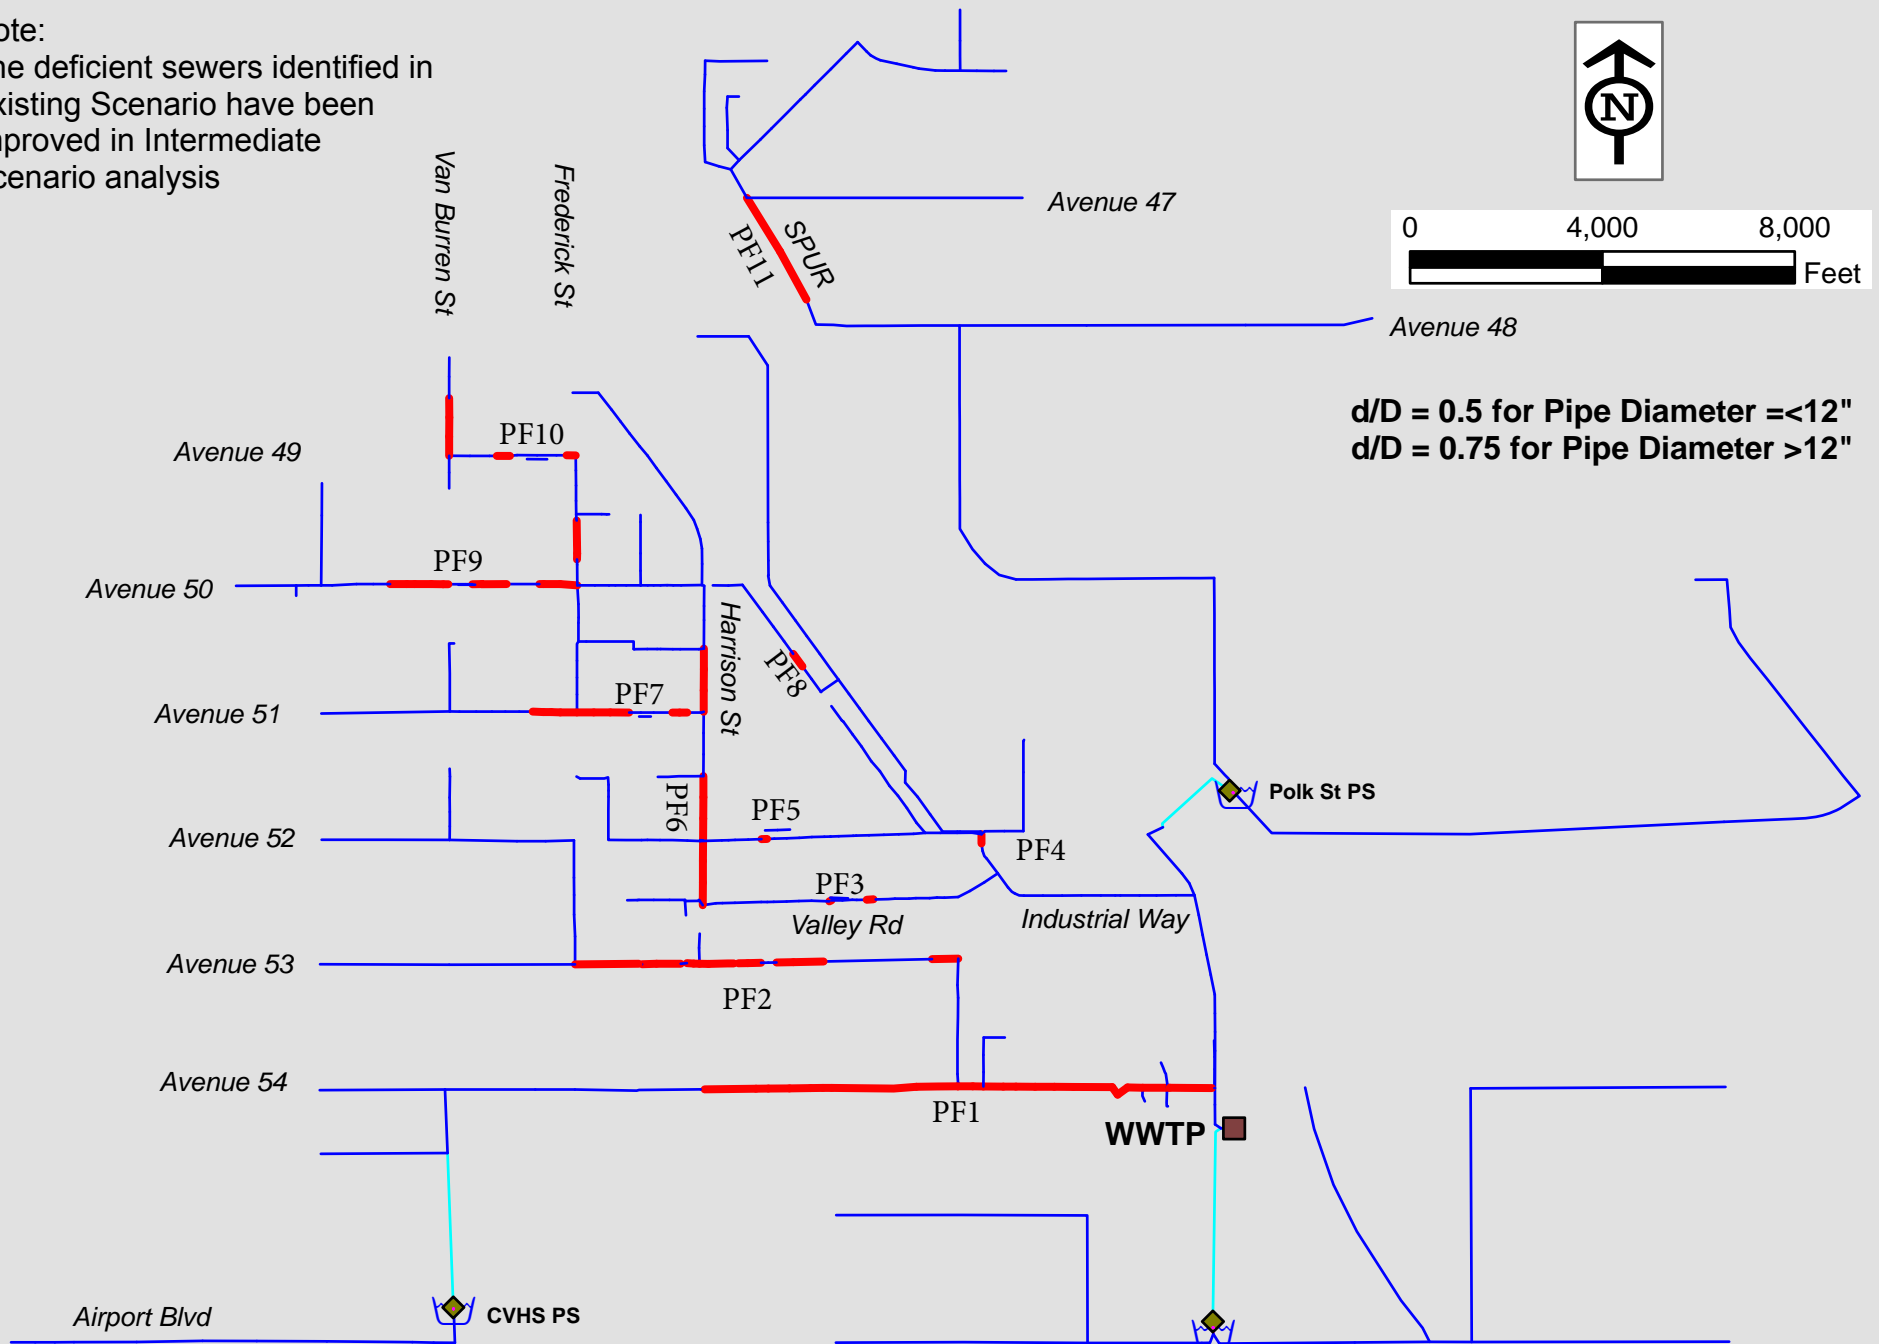 ote:
ne deficient sewers identified in
xisting Scenario have been
nproved in Intermediate
cenario analysis
Van Burren St
Frederick St
N
Avenue 47
SPUR
PF11
0 4,000 8,000
Feet
Avenue 48
d/D = 0.5 for Pipe Diameter =<12"
d/D = 0.75 for Pipe Diameter >12"
Avenue 49
PF10
PF9
Avenue 50
Harrison St
PF8
PF7
Avenue 51
Polk St PS
PF6
PF5
Avenue 52
PF4
PF3
Valley Rd
Industrial Way
Avenue 53
PF2
Avenue 54
PF1
WWTP
Airport Blvd
CVHS PS